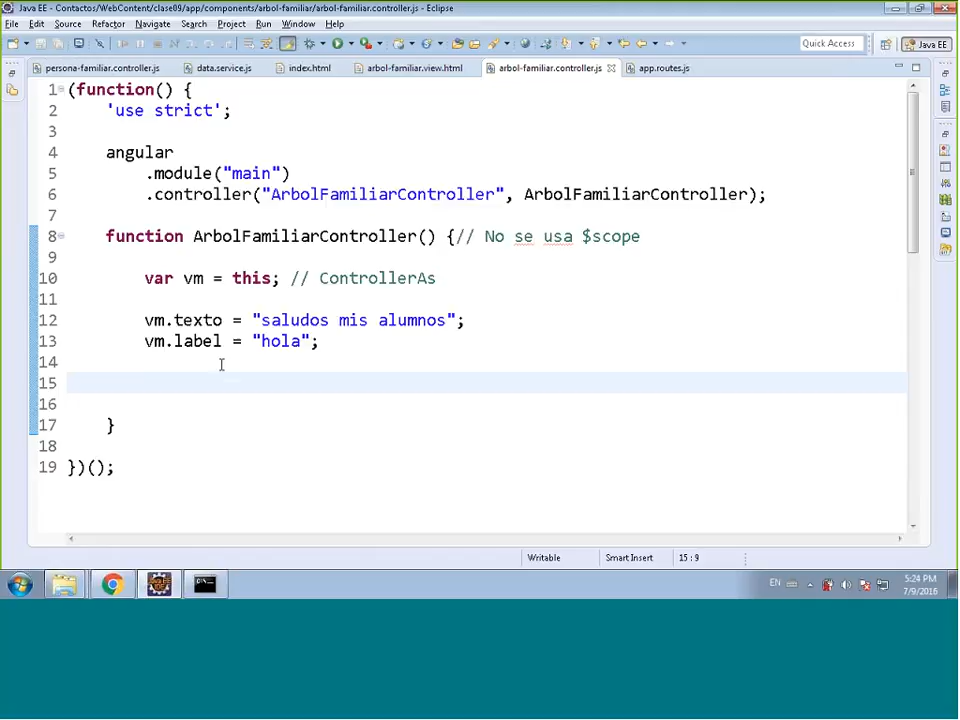 Java EE - Contactos/WebContent/clase09/app/components/arbol-familiar/arbol-familiar.controller.js - Eclipse
File Edit Source Refactor Navigate Search Project Run Window Help
Quick Access Java EE
persona-familiar.controller.js data.service.js index.html arbol-familiar.view.html arbol-familiar.controller.js app.routes.js
1 (function() {
2 'use strict';
3
4 angular
5 .module("main")
6 .controller("ArbolFamiliarController", ArbolFamiliarController);
7
8 function ArbolFamiliarController() {// No se usa $scope
9
10 var vm = this; // ControllerAs
11
12 vm.texto = "saludos mis alumnos";
13 vm.label = "hola";
14
15
16
17 }
18
19 })();
Writable Smart Insert 15 : 9
EN 5:24 PM
7/9/2016